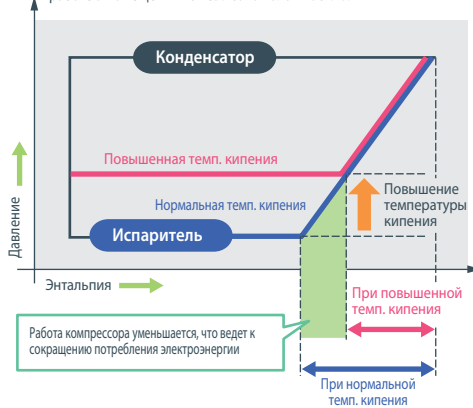 Конденсатор
Повышенная темп. кипения
Нормальная темп. кипения
Испаритель
Давление
Повышение
температуры
кипения
Энтальпия
При повышенной
темп. кипения
Работа компрессора уменьшается, что ведет к
сокращению потребления электроэнергии
При нормальной
темп. кипения